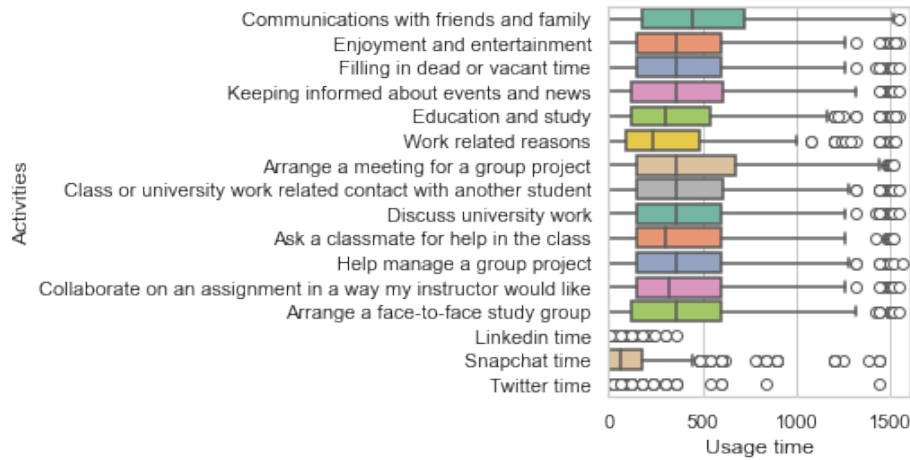 Communications with friends and family
Enjoyment and entertainment
Filling in dead or vacant time
Keeping informed about events and news
Education and study
Work related reasons
Arrange a meeting for a group project
Class or university work related contact with another student
Discuss university work
Ask a classmate for help in the class
Help manage a group project
Collaborate on an assignment in a way my instructor would like
Arrange a face-to-face study group
Linkedin time
Snapchat time
Twitter time
Activities
0 500 1000 1500
Usage time